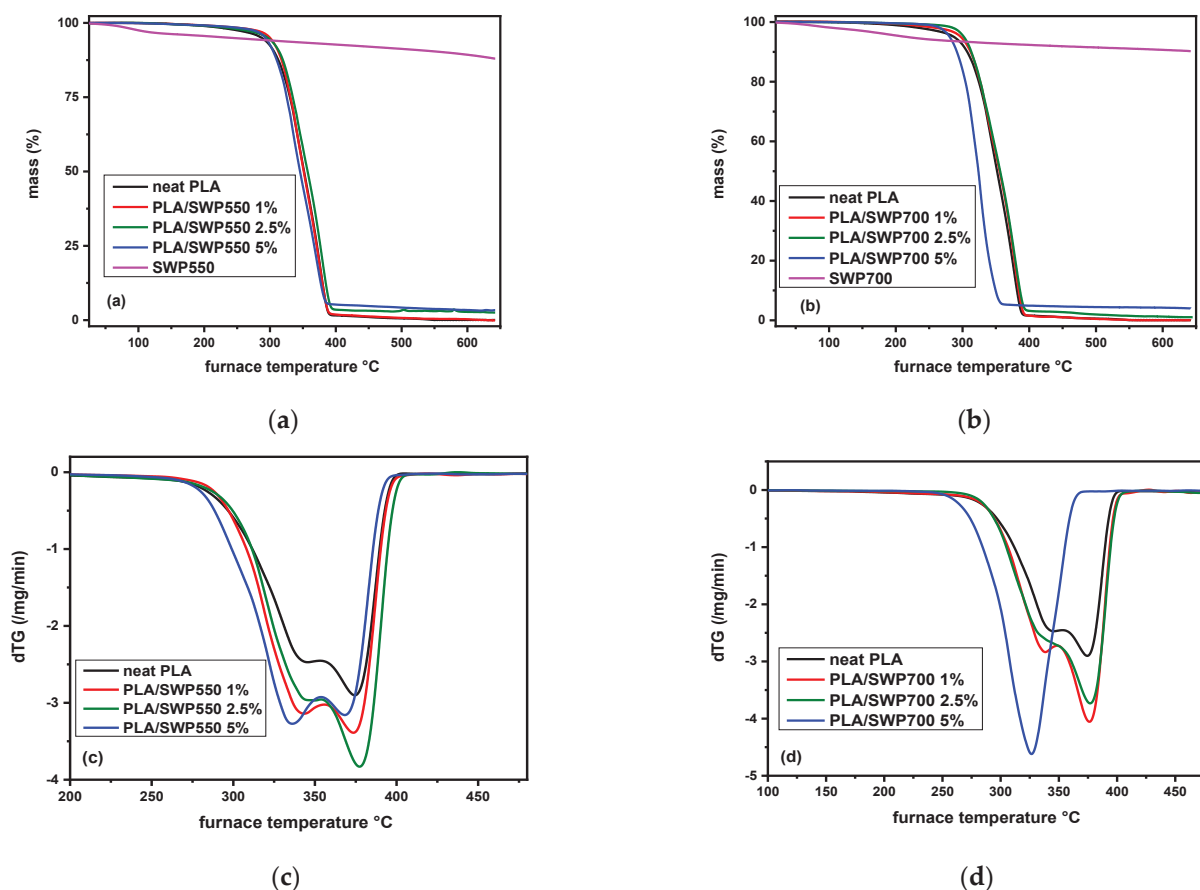 100
75
50
25
0
mass (%)
neat PLA
PLA/SWP550 1%
PLA/SWP550 2.5%
PLA/SWP550 5%
SWP550
(a)
100 200 300 400 500 600
furnace temperature °C
(a)
100
80
60
40
20
0
mass (%)
neat PLA
PLA/SWP700 1%
PLA/SWP700 2.5%
PLA/SWP700 5%
SWP700
(b)
100 200 300 400 500 600
furnace temperature °C
(b)
0
-1
-2
-3
-4
dTG (/mg/min)
neat PLA
PLA/SWP550 1%
PLA/SWP550 2.5%
PLA/SWP550 5%
(c)
200 250 300 350 400 450
furnace temperature °C
(c)
0
-1
-2
-3
-4
-5
dTG (/mg/min)
neat PLA
PLA/SWP700 1%
PLA/SWP700 2.5%
PLA/SWP700 5%
(d)
100 150 200 250 300 350 400 450
furnace temperature °C
(d)